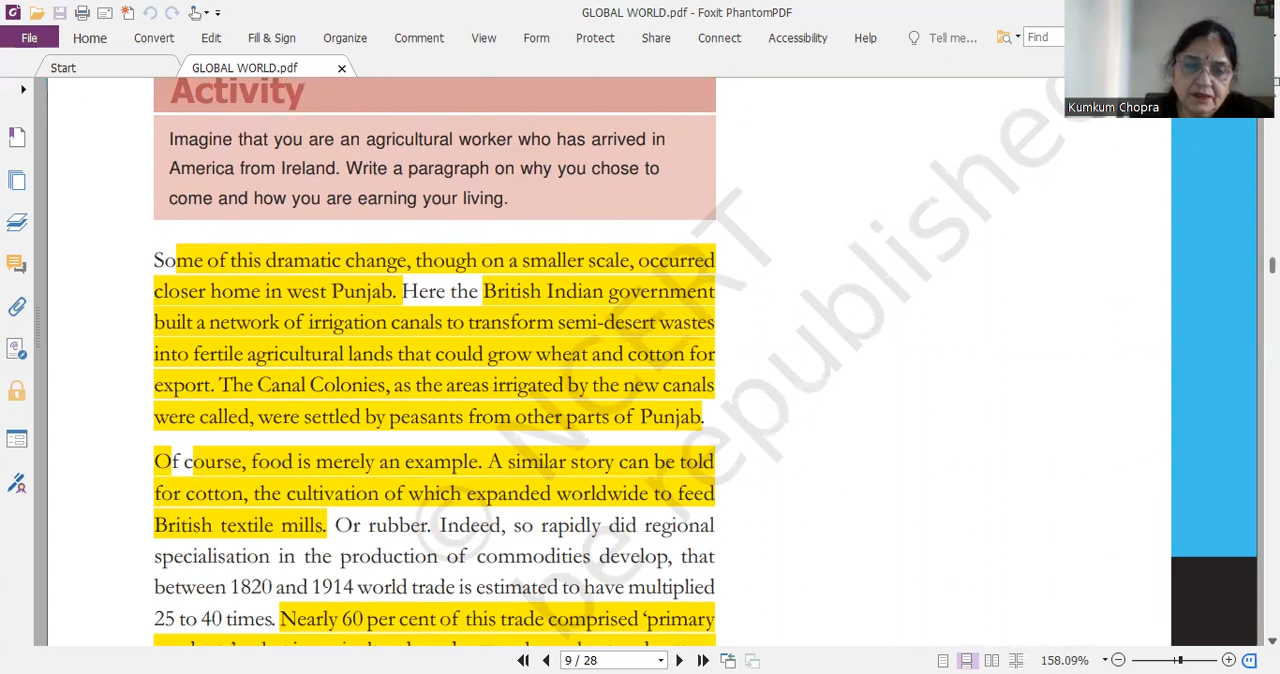 GLOBAL WORLD.pdf - Foxit PhantomPDF
File Home Convert Edit Fill & Sign Organize Comment View Form Protect Share Connect Accessibility Help Tell me... Find
Start GLOBAL WORLD.pdf
Kumkum Chopra
Activity
Imagine that you are an agricultural worker who has arrived in
America from Ireland. Write a paragraph on why you chose to
come and how you are earning your living.
Some of this dramatic change, though on a smaller scale, occurred
closer home in west Punjab. Here the British Indian government
built a network of irrigation canals to transform semi-desert wastes
into fertile agricultural lands that could grow wheat and cotton for
export. The Canal Colonies, as the areas irrigated by the new canals
were called, were settled by peasants from other parts of Punjab.
Of course, food is merely an example. A similar story can be told
for cotton, the cultivation of which expanded worldwide to feed
British textile mills. Or rubber. Indeed, so rapidly did regional
specialisation in the production of commodities develop, that
between 1820 and 1914 world trade is estimated to have multiplied
25 to 40 times. Nearly 60 per cent of this trade comprised ‘primary
© NCERT
be republished
9 / 28
158.09%